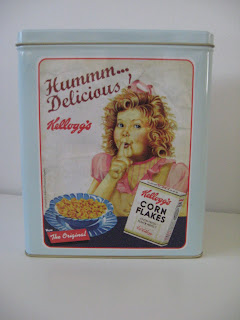 Hummm...
Delicious!
Kellogg's
Kellogg's
CORN
FLAKES
The Original